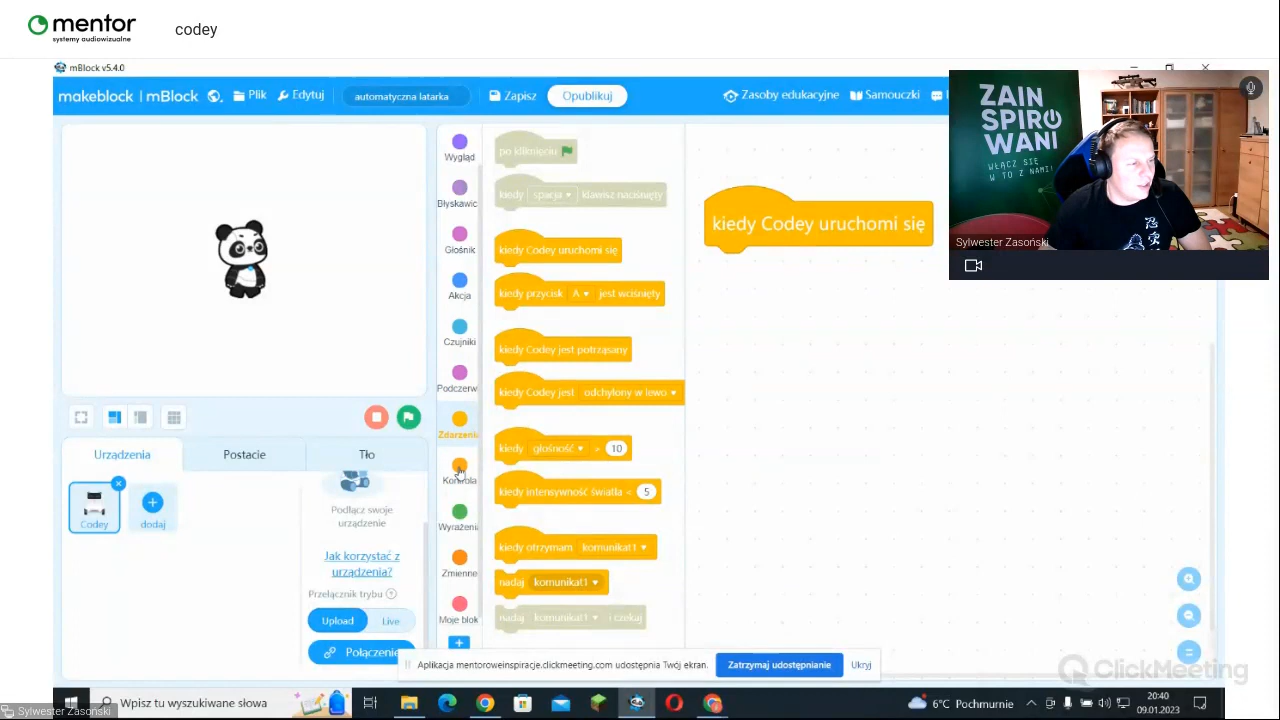 mentor
systemy audiowizualne
codey
mBlock v5.4.0
makeblock | mBlock
Plik
Edytuj
automatyczna latarka
Zapisz
Opublikuj
Zasoby edukacyjne
Samouczki
Wygląd
Błyskawic
Głośnik
Akcja
Czujniki
Podczerw
Zdarzenia
Kontrola
Wyrażenia
Zmienne
Moje blok
po kliknięciu
kiedy spacja klawisz naciśnięty
kiedy Codey uruchomi się
kiedy przycisk A jest wciśnięty
kiedy Codey jest potrząsany
kiedy Codey jest odchylony w lewo
kiedy głośność > 10
kiedy intensywność światła < 5
kiedy otrzymam komunikat1
nadaj komunikat1
nadaj komunikat1 i czekaj
kiedy Codey uruchomi się
ZAIN
SPIRO
WANI
WŁĄCZ SIĘ
W TO Z NAMI!
Sylwester Zasoński
Urządzenia
Postacie
Tło
Codey
dodaj
Podłącz swoje
urządzenie
Jak korzystać z
urządzenia?
Przełącznik trybu
Upload
Live
Połączenie
Aplikacja mentoroweinspiracje.clickmeeting.com udostępnia Twój ekran.
Zatrzymaj udostępnianie
Ukryj
ClickMeeting
Wpisz tu wyszukiwane słowa
6°C Pochmurnie
20:40
09.01.2023
Sylwester Zasoński